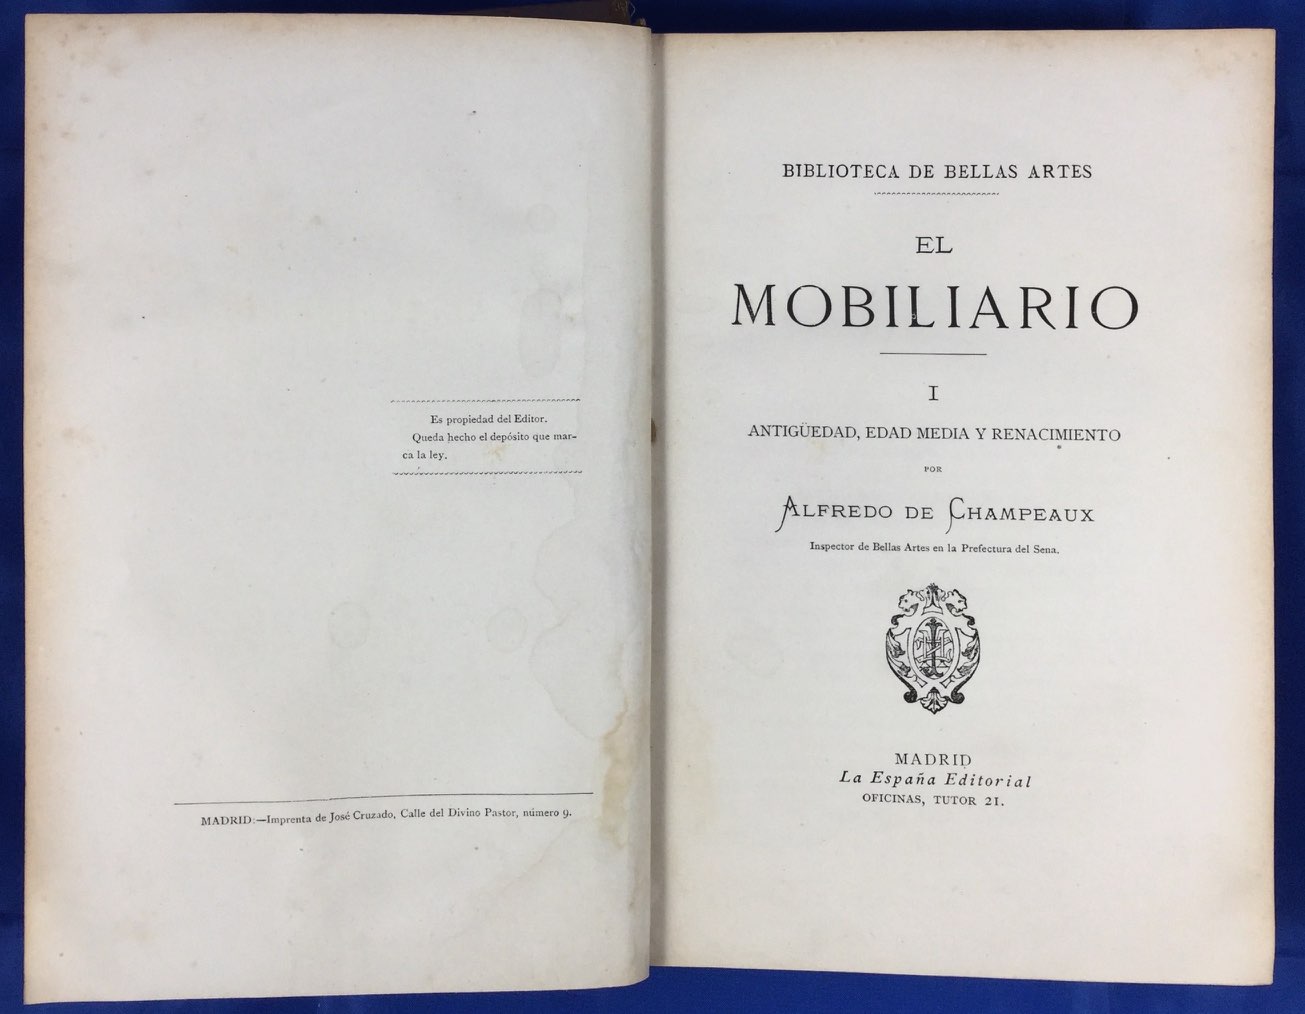 Es propiedad del Editor.
Queda hecho el depósito que mar-
ca la ley.
MADRID:—Imprenta de José Cruzado, Calle del Divino Pastor, número 9.
BIBLIOTECA DE BELLAS ARTES
EL
MOBILIARIO
I
ANTIGÜEDAD, EDAD MEDIA Y RENACIMIENTO
POR
ALFREDO DE CHAMPEAUX
Inspector de Bellas Artes en la Prefectura del Sena.
MADRID
La España Editorial
OFICINAS, TUTOR 21.